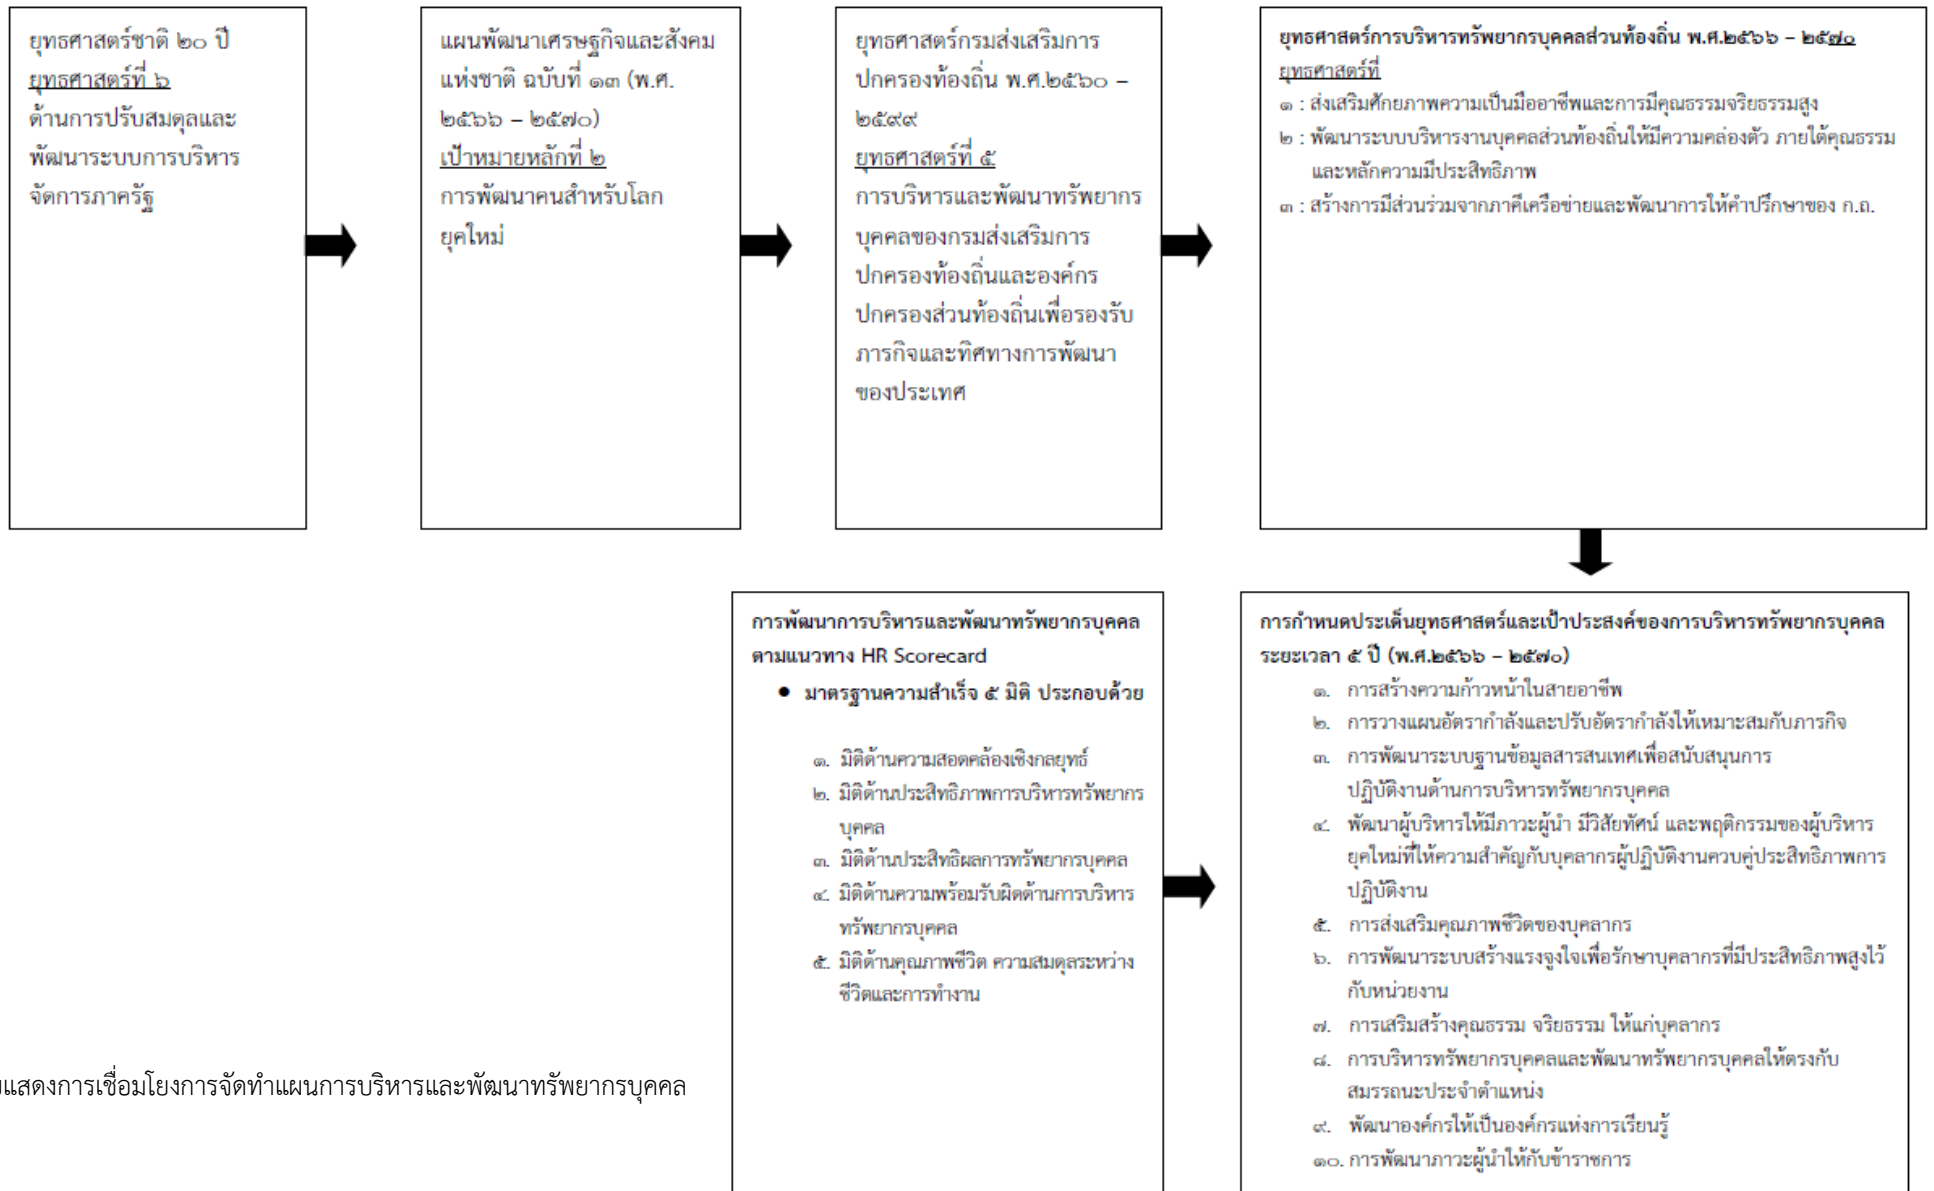 ยุทธศาสตร์ชาติ ๒๐ ปี
ยุทธศาสตร์ที่ ๖
ด้านการปรับสมดุลและ
พัฒนาระบบการบริหาร
จัดการภาครัฐ
แผนพัฒนาเศรษฐกิจและสังคม
แห่งชาติ ฉบับที่ ๑๓ (พ.ศ.
๒๕๖๖ – ๒๕๗๐)
เป้าหมายหลักที่ ๒
การพัฒนาคนสำหรับโลก
ยุคใหม่
ยุทธศาสตร์กรมส่งเสริมการ
ปกครองท้องถิ่น พ.ศ.๒๕๖๐ –
๒๕๙๙
ยุทธศาสตร์ที่ ๕
การบริหารและพัฒนาทรัพยากร
บุคคลของกรมส่งเสริมการ
ปกครองท้องถิ่นและองค์กร
ปกครองส่วนท้องถิ่นเพื่อรองรับ
ภารกิจและทิศทางการพัฒนา
ของประเทศ
ยุทธศาสตร์การบริหารทรัพยากรบุคคลส่วนท้องถิ่น พ.ศ.๒๕๖๖ – ๒๕๗๐
ยุทธศาสตร์ที่
๑ : ส่งเสริมศักยภาพความเป็นมืออาชีพและการมีคุณธรรมจริยธรรมสูง
๒ : พัฒนาระบบบริหารงานบุคคลส่วนท้องถิ่นให้มีความคล่องตัว ภายใต้คุณธรรม
และหลักความมีประสิทธิภาพ
๓ : สร้างการมีส่วนร่วมจากภาคีเครือข่ายและพัฒนาการให้คำปรึกษาของ ก.ถ.
การพัฒนาการบริหารและพัฒนาทรัพยากรบุคคล
ตามแนวทาง HR Scorecard
● มาตรฐานความสำเร็จ ๕ มิติ ประกอบด้วย
๑. มิติด้านความสอดคล้องเชิงกลยุทธ์
๒. มิติด้านประสิทธิภาพการบริหารทรัพยากร
บุคคล
๓. มิติด้านประสิทธิผลการทรัพยากรบุคคล
๔. มิติด้านความพร้อมรับผิดด้านการบริหาร
ทรัพยากรบุคคล
๕. มิติด้านคุณภาพชีวิต ความสมดุลระหว่าง
ชีวิตและการทำงาน
การกำหนดประเด็นยุทธศาสตร์และเป้าประสงค์ของการบริหารทรัพยากรบุคคล
ระยะเวลา ๕ ปี (พ.ศ.๒๕๖๖ – ๒๕๗๐)
๑. การสร้างความก้าวหน้าในสายอาชีพ
๒. การวางแผนอัตรากำลังและปรับอัตรากำลังให้เหมาะสมกับภารกิจ
๓. การพัฒนาระบบฐานข้อมูลสารสนเทศเพื่อสนับสนุนการ
ปฏิบัติงานด้านการบริหารทรัพยากรบุคคล
๔. พัฒนาผู้บริหารให้มีภาวะผู้นำ มีวิสัยทัศน์ และพฤติกรรมของผู้บริหาร
ยุคใหม่ที่ให้ความสำคัญกับบุคลากรผู้ปฏิบัติงานควบคู่ประสิทธิภาพการ
ปฏิบัติงาน
๕. การส่งเสริมคุณภาพชีวิตของบุคลากร
๖. การพัฒนาระบบสร้างแรงจูงใจเพื่อรักษาบุคลากรที่มีประสิทธิภาพสูงไว้
กับหน่วยงาน
๗. การเสริมสร้างคุณธรรม จริยธรรม ให้แก่บุคลากร
๘. การบริหารทรัพยากรบุคคลและพัฒนาทรัพยากรบุคคลให้ตรงกับ
สมรรถนะประจำตำแหน่ง
๙. พัฒนาองค์กรให้เป็นองค์กรแห่งการเรียนรู้
๑๐. การพัฒนาภาวะผู้นำให้กับข้าราชการ
แสดงการเชื่อมโยงการจัดทำแผนการบริหารและพัฒนาทรัพยากรบุคคล